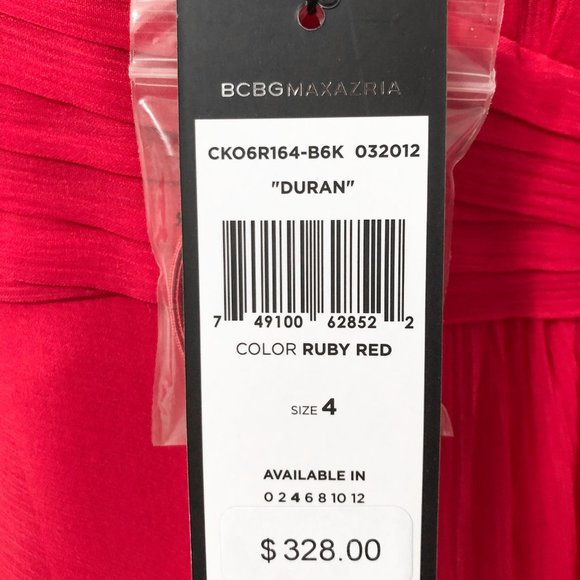 BCBGMAXAZRIA
CKO6R164-B6K 032012
"DURAN"
7 49100 62852 2
COLOR RUBY RED
SIZE 4
AVAILABLE IN
0 2 4 6 8 10 12
$ 328.00